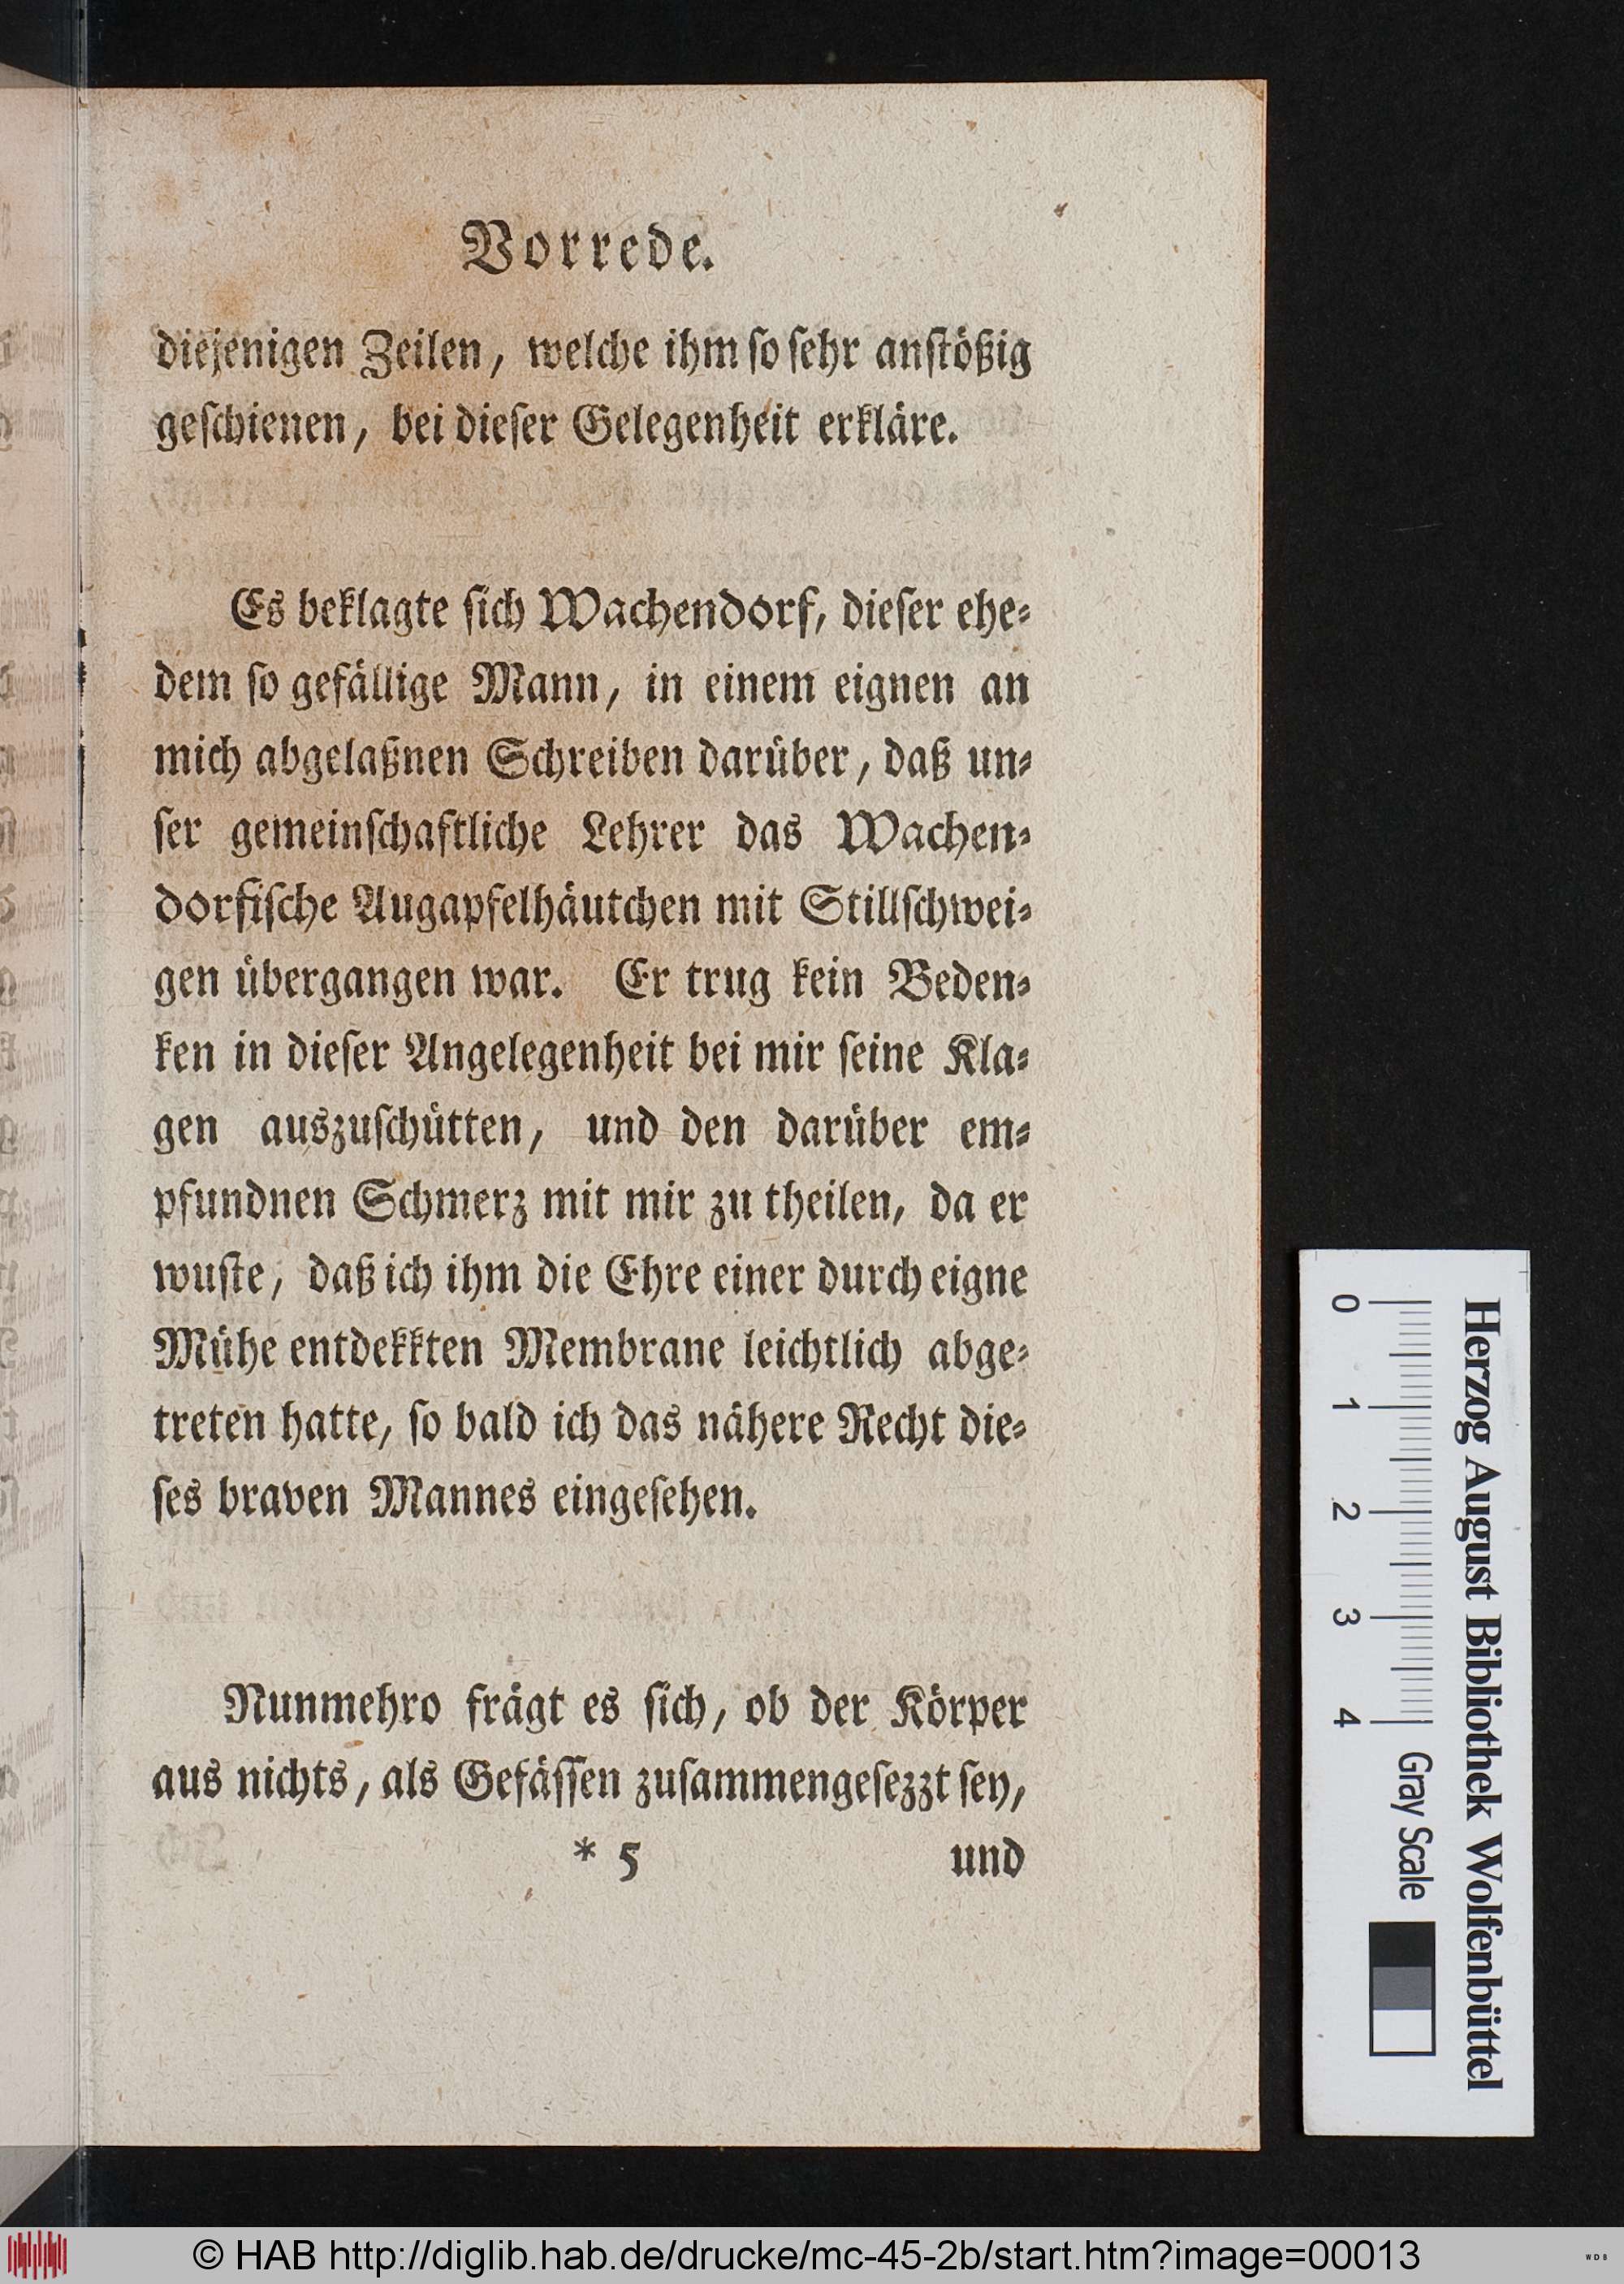 Vorrede.
diejenigen Zeilen, welche ihm ſo ſehr anſtößig
geſchienen, bei dieſer Gelegenheit erkläre.
Es beklagte ſich Wachendorf, dieſer ehe-
dem ſo gefällige Mann, in einem eignen an
mich abgelaßnen Schreiben darüber, daß un-
ſer gemeinſchaftliche Lehrer das Wachen-
dorfiſche Augapfelhäutchen mit Stillſchwei-
gen übergangen war. Er trug kein Beden-
ken in dieſer Angelegenheit bei mir ſeine Kla-
gen auszuſchütten, und den darüber em-
pfundnen Schmerz mit mir zu theilen, da er
wuſte, daß ich ihm die Ehre einer durch eigne
Mühe entdekkten Membrane leichtlich abge-
treten hatte, ſo bald ich das nähere Recht die-
ſes braven Mannes eingeſehen.
Nunmehro frägt es ſich, ob der Körper
aus nichts, als Gefäſſen zuſammengeſezzt ſey,
* 5 und
Herzog August Bibliothek Wolfenbüttel
0 1 2 3 4 Gray Scale
© HAB http://diglib.hab.de/drucke/mc-45-2b/start.htm?image=00013
WDB